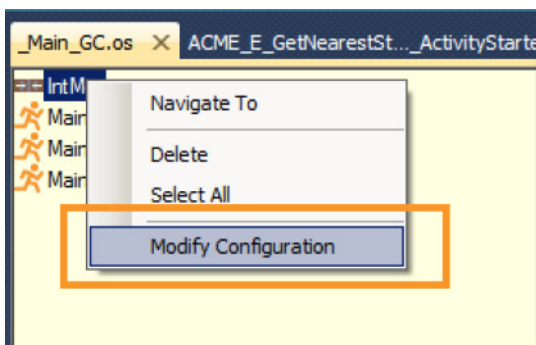 _Main_GC.os ACME_E_GetNearestSt..._ActivityStarte
IntM
Main
Main
Main
Navigate To
Delete
Select All
Modify Configuration